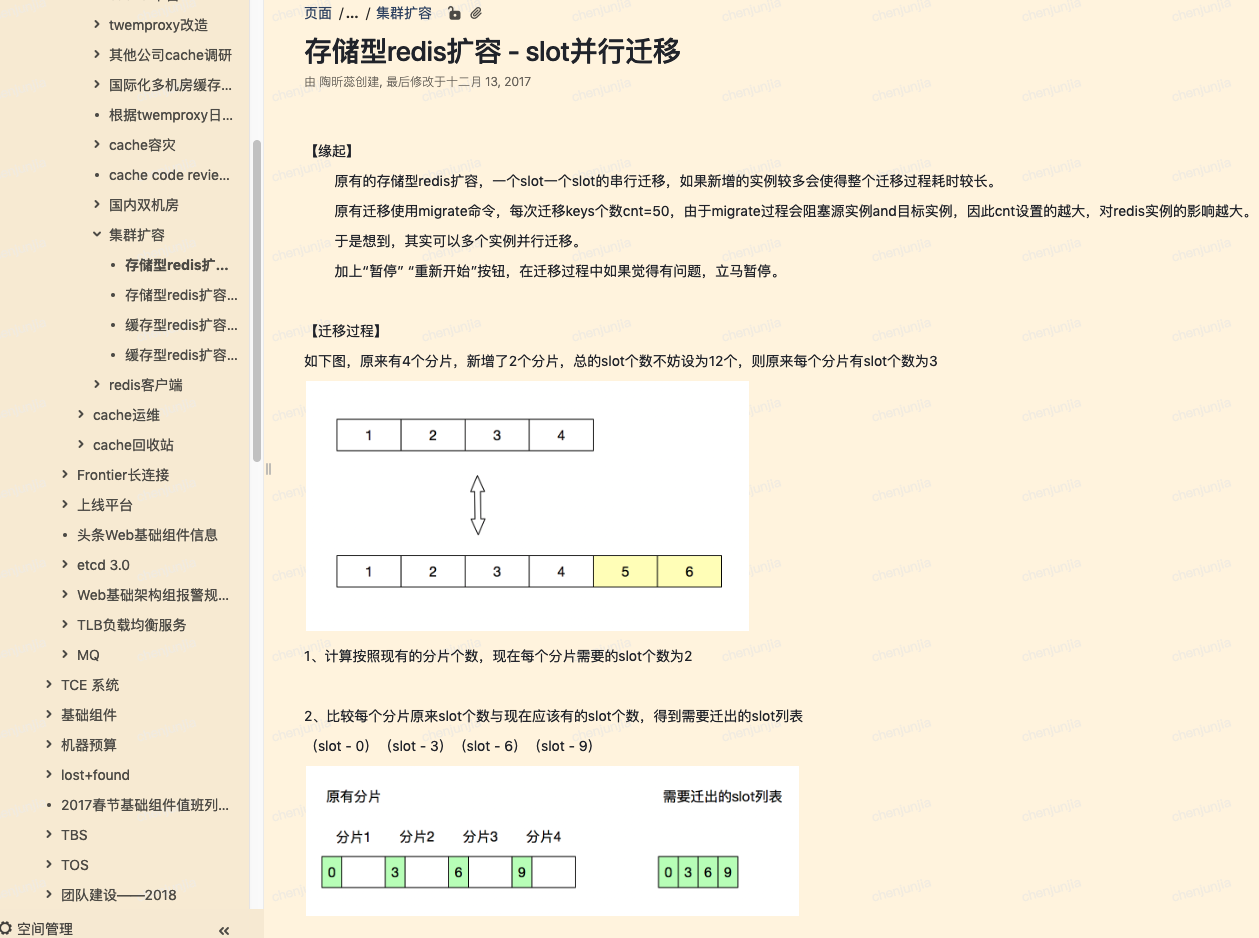 twemproxy改造
其他公司cache调研
国际化多机房缓存...
根据twemproxy日...
cache容灾
cache code revie...
国内双机房
集群扩容
存储型redis扩...
存储型redis扩容...
缓存型redis扩容...
缓存型redis扩容...
redis客户端
cache运维
cache回收站
Frontier长连接
上线平台
头条Web基础组件信息
etcd 3.0
Web基础架构组报警规...
TLB负载均衡服务
MQ
TCE 系统
基础组件
机器预算
lost+found
2017春节基础组件值班列...
TBS
TOS
团队建设——2018
空间管理
页面 /... / 集群扩容
存储型redis扩容 - slot并行迁移
由 陶昕蕊创建, 最后修改于十二月 13, 2017
【缘起】
原有的存储型redis扩容，一个slot一个slot的串行迁移，如果新增的实例较多会使得整个迁移过程耗时较长。
原有迁移使用migrate命令，每次迁移keys个数cnt=50，由于migrate过程会阻塞源实例and目标实例，因此cnt设置的越大，对redis实例的影响越大。
于是想到，其实可以多个实例并行迁移。
加上“暂停” “重新开始”按钮，在迁移过程中如果觉得有问题，立马暂停。
【迁移过程】
如下图，原来有4个分片，新增了2个分片，总的slot个数不妨设为12个，则原来每个分片有slot个数为3
1 2 3 4
1 2 3 4 5 6
1、计算按照现有的分片个数，现在每个分片需要的slot个数为2
2、比较每个分片原来slot个数与现在应该有的slot个数，得到需要迁出的slot列表
（slot - 0）（slot - 3）（slot - 6）（slot - 9）
原有分片 需要迁出的slot列表
分片1 分片2 分片3 分片4
0 3 6 9 0 3 6 9
chenjunjia